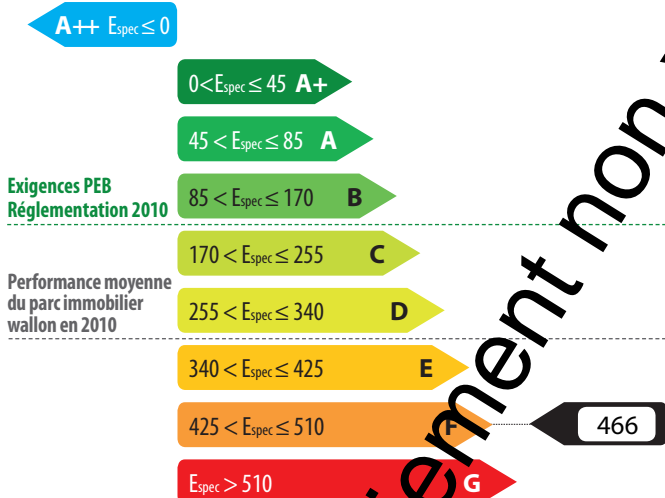 A++ Espec ≤ 0
0<Espec ≤ 45 A+
45 < Espec ≤ 85 A
Exigences PEB
Réglementation 2010
85 < Espec ≤ 170 B
170 < Espec ≤ 255 C
Performance moyenne
du parc immobilier
wallon en 2010
255 < Espec ≤ 340 D
340 < Espec ≤ 425 E
425 < Espec ≤ 510 F
466
Espec > 510 G
ement non